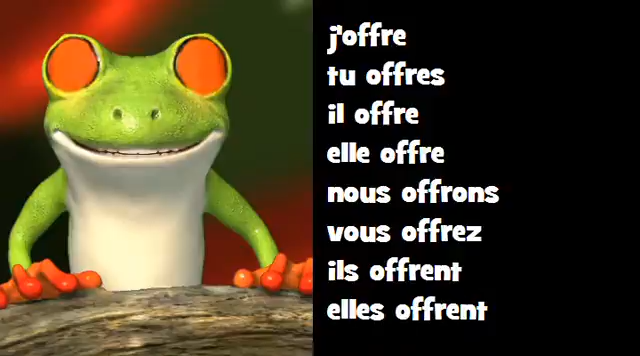 j'offre
tu offres
il offre
elle offre
nous offrons
vous offrez
ils offrent
elles offrent